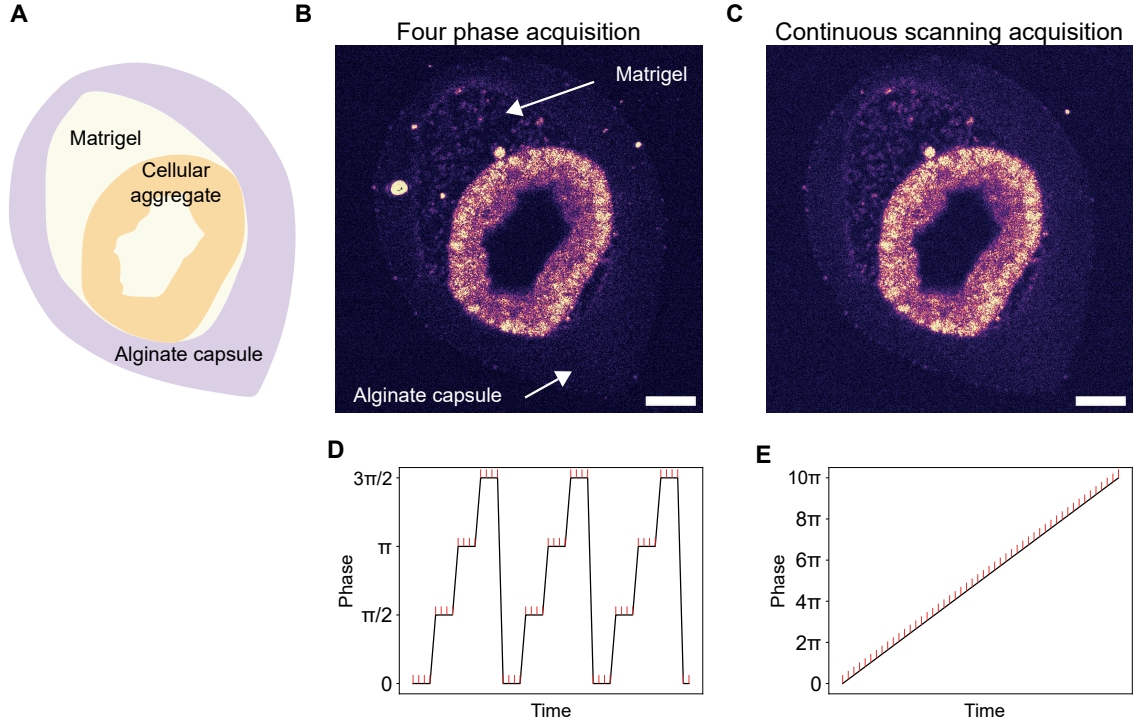 A
B
C
Four phase acquisition
Continuous scanning acquisition
Matrigel
Cellular
aggregate
Alginate capsule
Matrigel
Alginate capsule
D
3π/2
π
π/2
0
Phase
Time
E
10π
8π
6π
4π
2π
0
Phase
Time